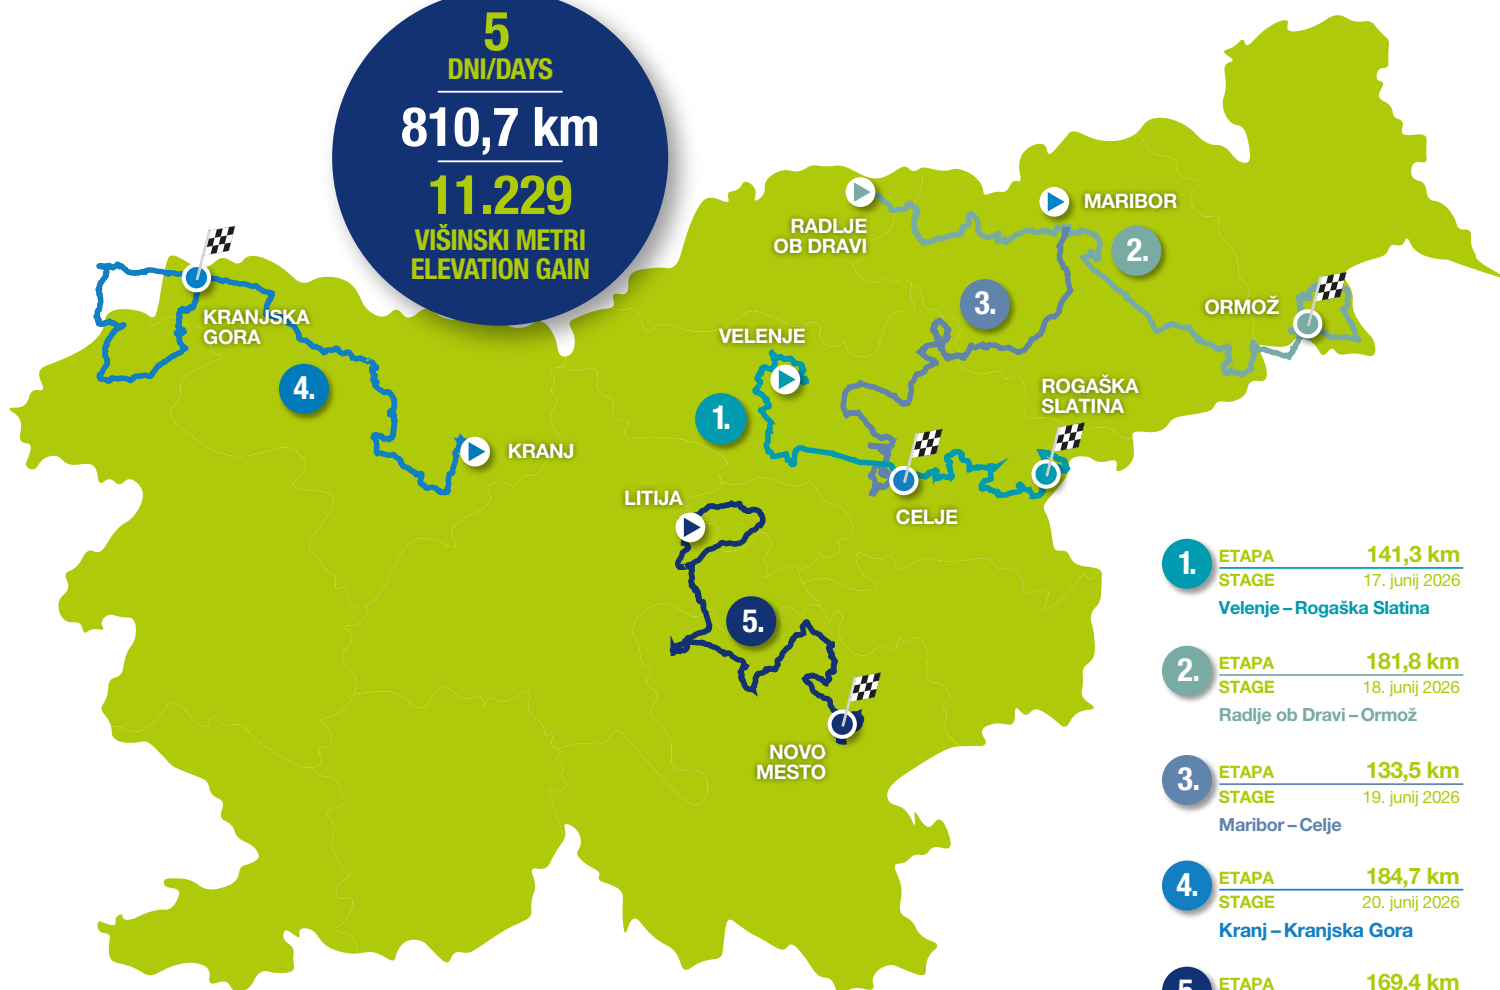 5
DNI/DAYS
810,7 km
11.229
VIŠINSKI METRI
ELEVATION GAIN
MARIBOR
RADLJE
OB DRAVI
2.
3.
ORMOŽ
KRANJSKA
GORA
VELENJE
4.
1.
ROGAŠKA
SLATINA
KRANJ
LITIJA
CELJE
5.
NOVO
MESTO
1.
ETAPA 141,3 km
STAGE 17. junij 2026
Velenje – Rogaška Slatina
2.
ETAPA 181,8 km
STAGE 18. junij 2026
Radlje ob Dravi – Ormož
3.
ETAPA 133,5 km
STAGE 19. junij 2026
Maribor – Celje
4.
ETAPA 184,7 km
STAGE 20. junij 2026
Kranj – Kranjska Gora
5.
ETAPA 169,4 km